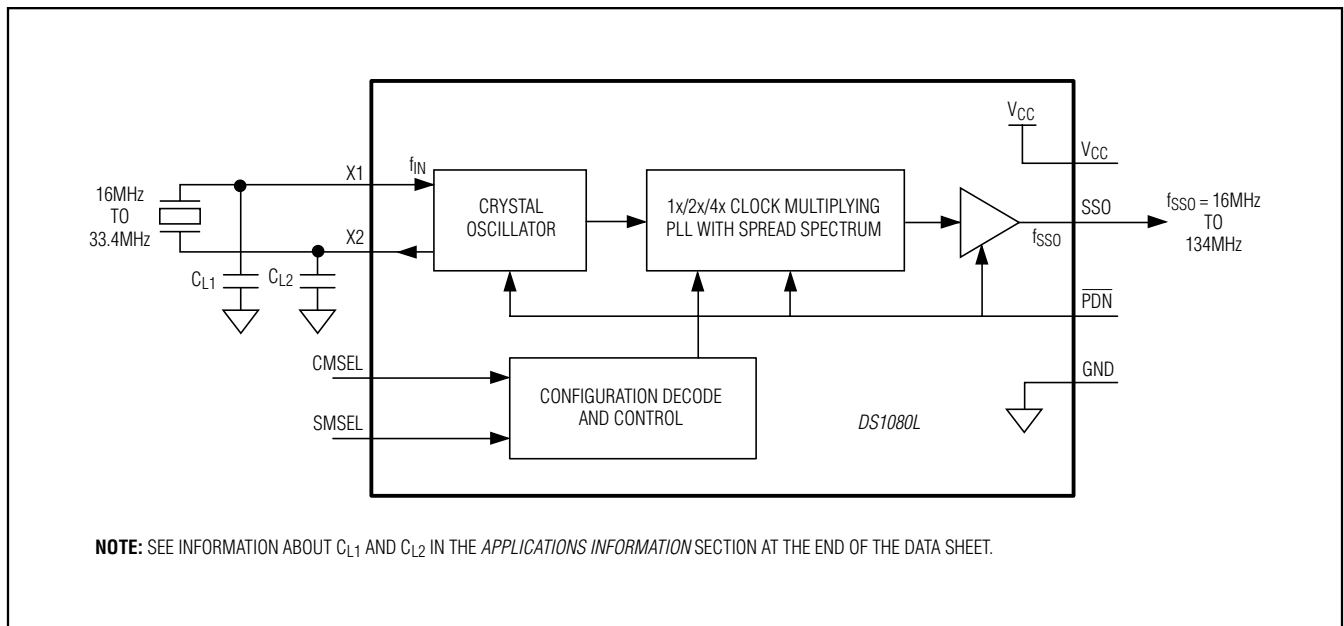 X1
f_IN
16MHz
TO
33.4MHz
X2
C_L1
C_L2
CRYSTAL
OSCILLATOR
1x/2x/4x CLOCK MULTIPLYING
PLL WITH SPREAD SPECTRUM
V_CC
V_CC
SSO
f_SSO
f_SSO = 16MHz
TO
134MHz
P̅D̅N̅
CMSEL
SMSEL
CONFIGURATION DECODE
AND CONTROL
DS1080L
GND
NOTE: SEE INFORMATION ABOUT C_L1 AND C_L2 IN THE APPLICATIONS INFORMATION SECTION AT THE END OF THE DATA SHEET.